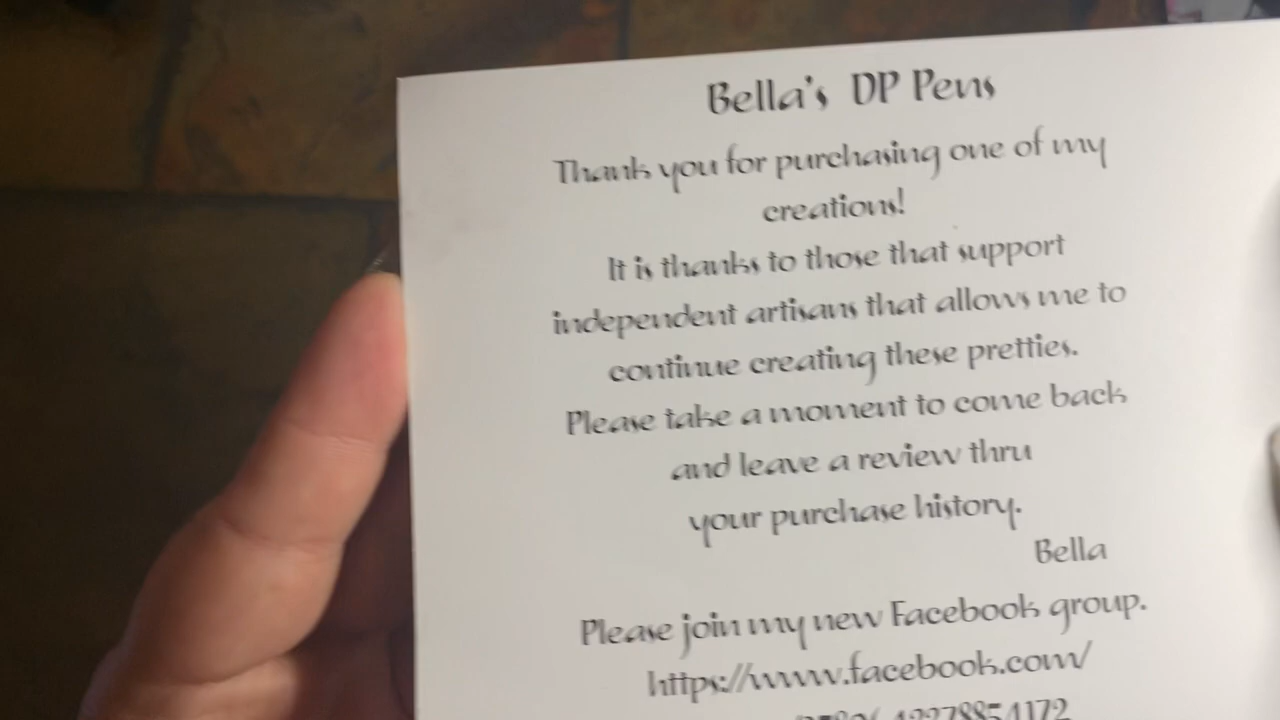 Bella's DP Pens
Thank you for purchasing one of my
creations!
It is thanks to those that support
independent artisans that allows me to
continue creating these pretties.
Please take a moment to come back
and leave a review thru
your purchase history.
Bella
Please join my new Facebook group.
https://www.facebook.com/